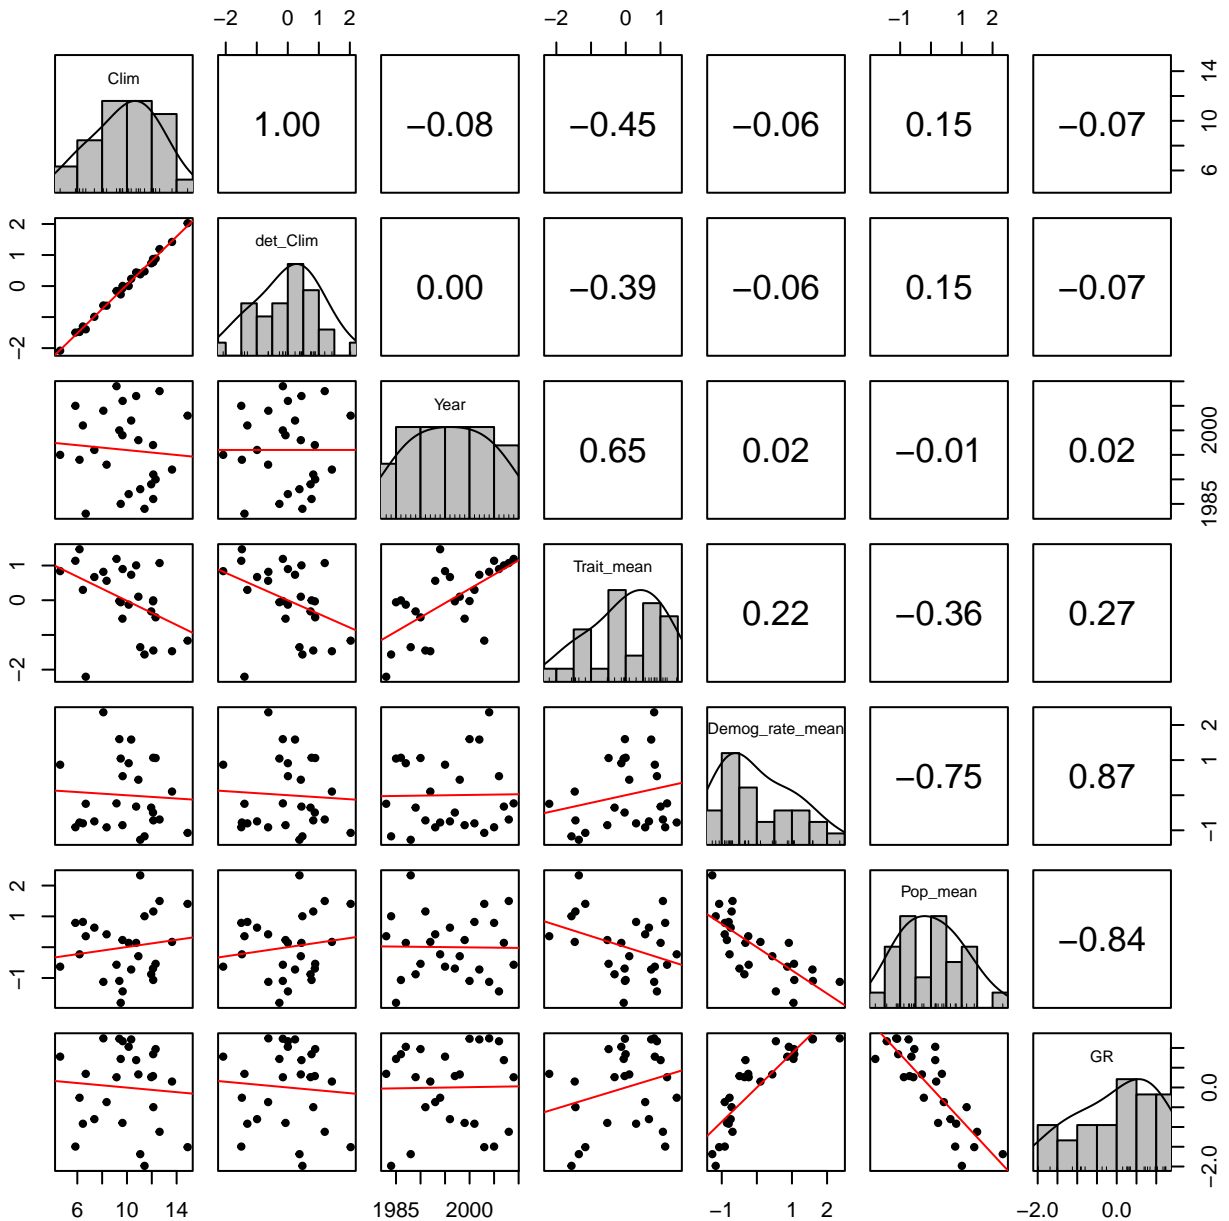 −2 0 1 2 −2 0 1 −1 1 2
Clim 1.00 −0.08 −0.45 −0.06 0.15 −0.07 6 10 14
−2 0 1 2 det_Clim 0.00 −0.39 −0.06 0.15 −0.07
Year 0.65 0.02 −0.01 0.02 1985 2000
−2 0 1 Trait_mean 0.22 −0.36 0.27
Demog_rate_mean −0.75 0.87 −1 1 2
−1 1 2 Pop_mean −0.84
GR −2.0 0.0
6 10 14 1985 2000 −1 1 2 −2.0 0.0